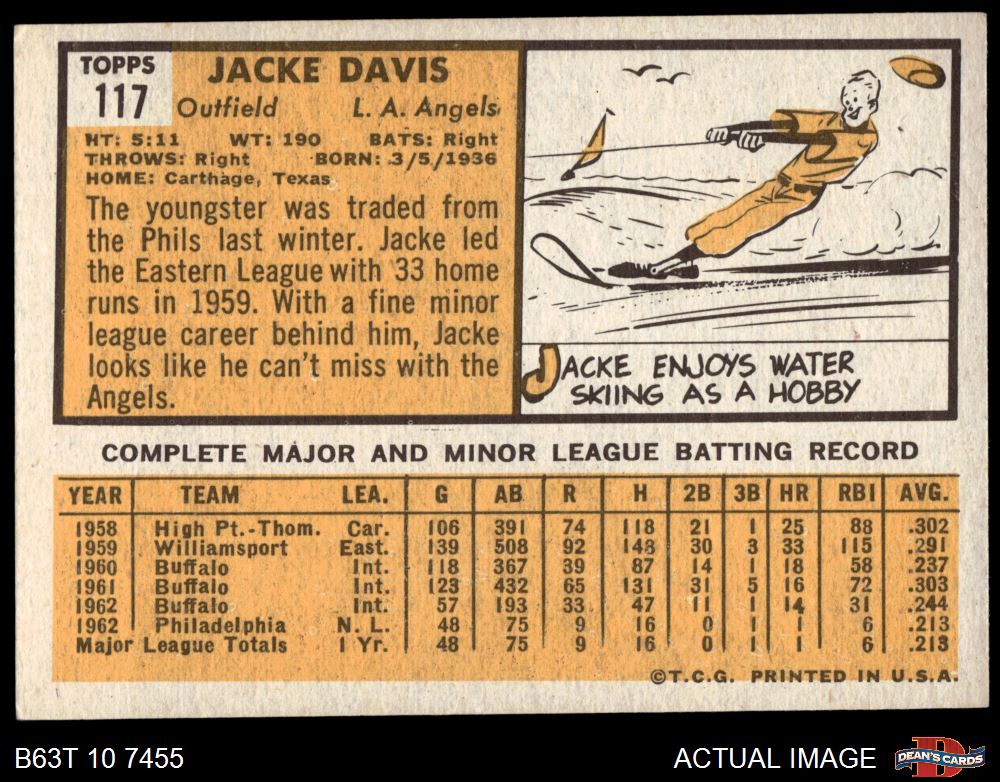 TOPPS
117
JACKE DAVIS
Outfield L. A. Angels
HT: 5:11 WT: 190 BATS: Right
THROWS: Right BORN: 3/5/1936
HOME: Carthage, Texas
The youngster was traded from
the Phils last winter. Jacke led
the Eastern League with 33 home
runs in 1959. With a fine minor
league career behind him, Jacke
looks like he can't miss with the
Angels.
JACKE ENJOYS WATER
SKIING AS A HOBBY
COMPLETE MAJOR AND MINOR LEAGUE BATTING RECORD
YEAR TEAM LEA. G AB R H 2B 3B HR RBI AVG.
1958 High Pt.-Thom. Car. 106 391 74 118 21 1 25 88 .302
1959 Williamsport East. 139 508 92 148 30 3 33 115 .291
1960 Buffalo Int. 118 367 39 87 14 1 18 58 .237
1961 Buffalo Int. 123 432 65 131 31 5 16 72 .303
1962 Buffalo Int. 57 193 33 47 11 1 14 31 .244
1962 Philadelphia N. L. 48 75 9 16 0 1 1 6 .213
Major League Totals 1 Yr. 48 75 9 16 0 1 1 6 .213
©T.C.G. PRINTED IN U.S.A.
B63T 10 7455 ACTUAL IMAGE
D
DEAN'S CARDS